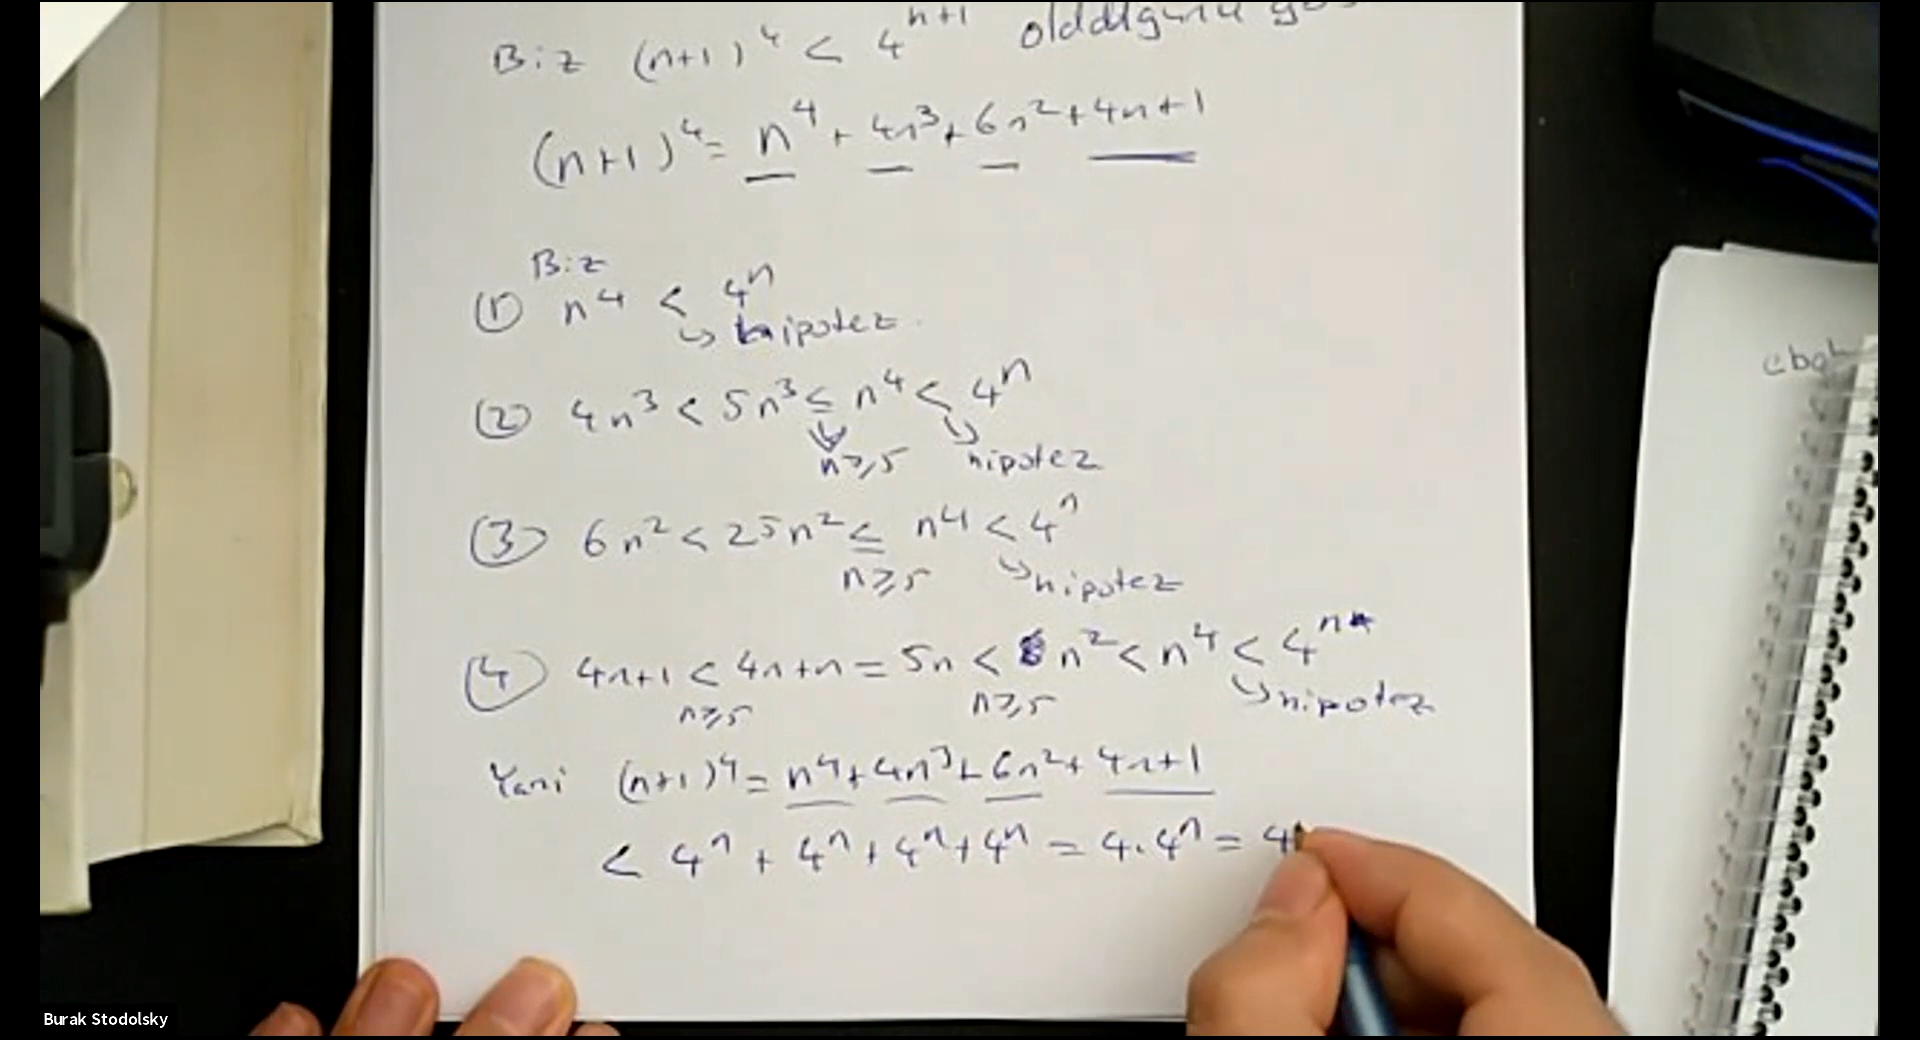 Biz (n+1)⁴ < 4ⁿ⁺¹ olduğunu
(n+1)⁴ = n⁴ + 4n³ + 6n² + 4n + 1
Biz
(1) n⁴ < 4ⁿ
↳ hipotez
(2) 4n³ < 5n³ ≤ n⁴ < 4ⁿ
n ≥ 5 hipotez
(3) 6n² < 25n² ≤ n⁴ < 4ⁿ
n ≥ 5 ↳ hipotez
(4) 4n+1 < 4n+n = 5n < n² < n⁴ < 4ⁿ
n ≥ 5 n ≥ 5 ↳ hipotez
Yani (n+1)⁴ = n⁴ + 4n³ + 6n² + 4n+1
< 4ⁿ + 4ⁿ + 4ⁿ + 4ⁿ = 4·4ⁿ = 4
Burak Stodolsky